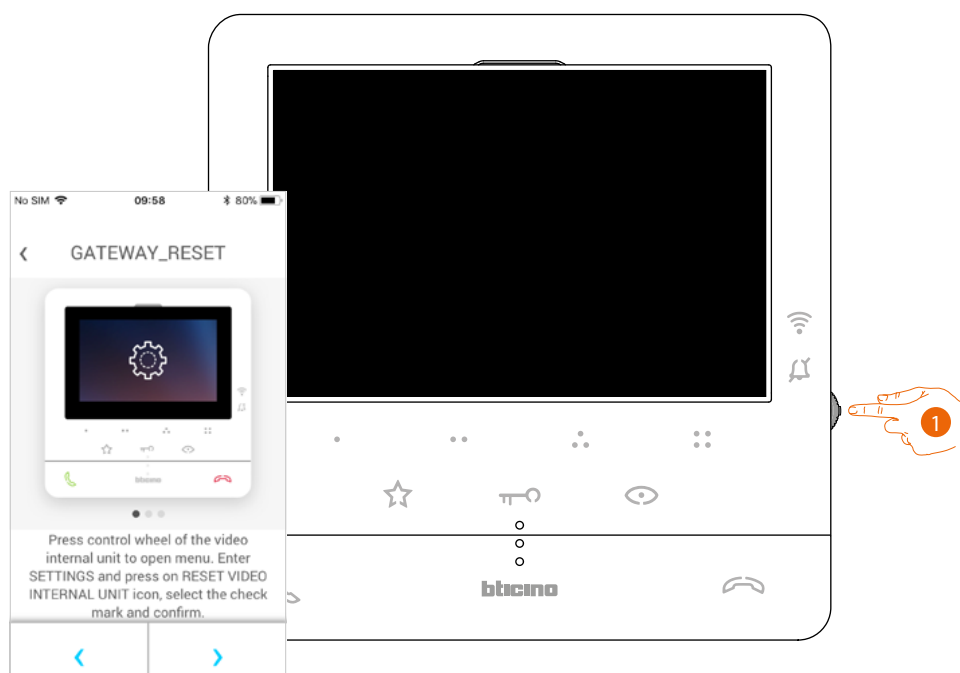 No SIM 09:58 80%
GATEWAY_RESET
bticino
Press control wheel of the video
internal unit to open menu. Enter
SETTINGS and press on RESET VIDEO
INTERNAL UNIT icon, select the check
mark and confirm.
bticino
1